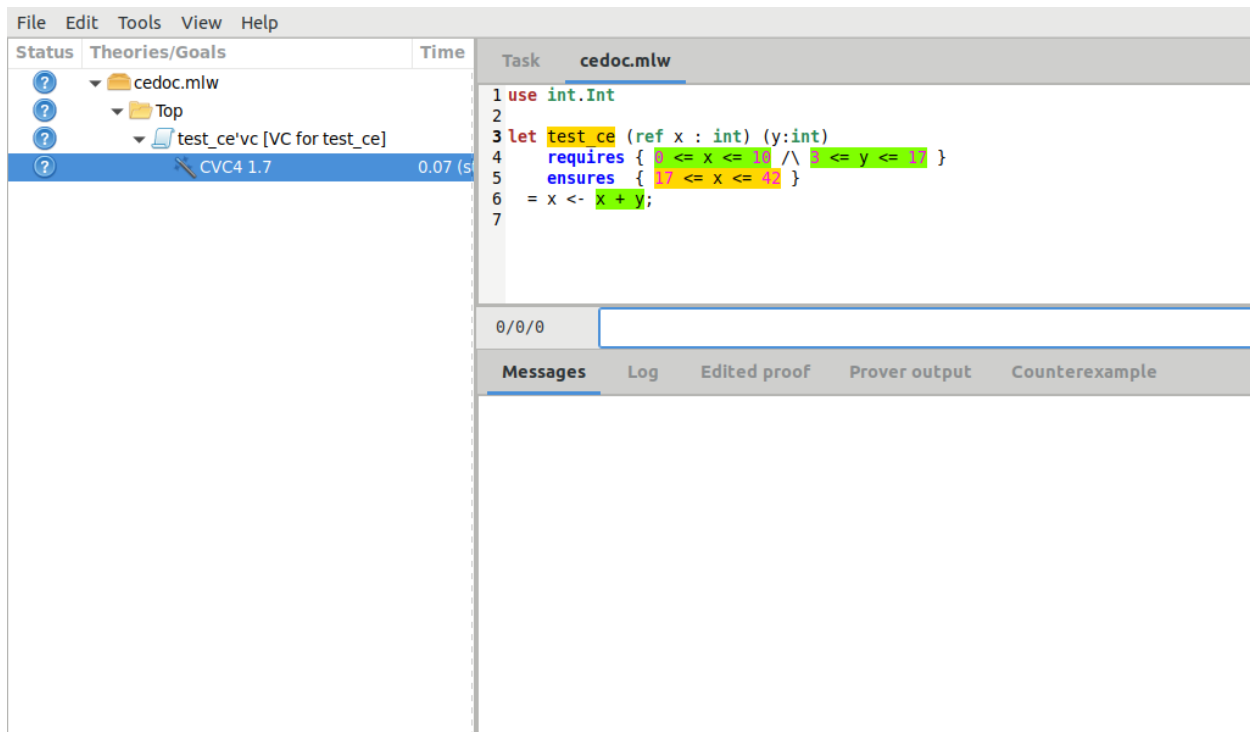 File Edit Tools View Help
Status Theories/Goals Time
cedoc.mlw
Top
test_ce'vc [VC for test_ce]
CVC4 1.7 0.07
Task cedoc.mlw
1 use int.Int
2
3 let test_ce (ref x : int) (y:int)
4 requires { 0 <= x <= 10 /\ 3 <= y <= 17 }
5 ensures { 17 <= x <= 42 }
6 = x <- x + y;
7
0/0/0
Messages Log Edited proof Prover output Counterexample